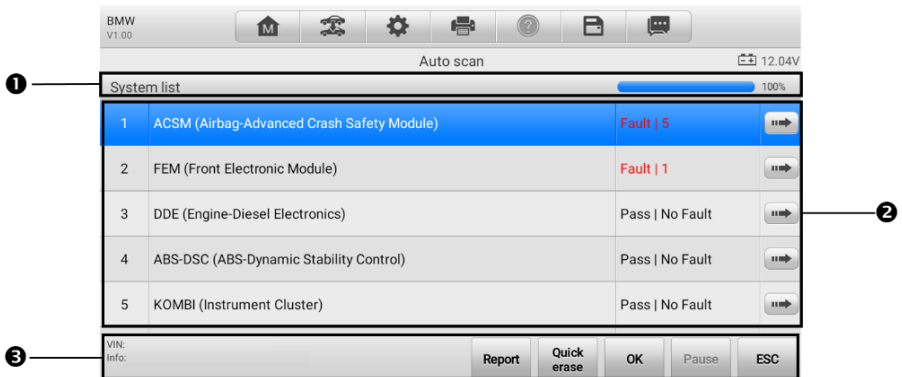 BMW
V1.00
M
?
Auto scan
12.04V
❶
System list
100%
1 ACSM (Airbag-Advanced Crash Safety Module) Fault | 5
2 FEM (Front Electronic Module) Fault | 1
3 DDE (Engine-Diesel Electronics) Pass | No Fault
❷
4 ABS-DSC (ABS-Dynamic Stability Control) Pass | No Fault
5 KOMBI (Instrument Cluster) Pass | No Fault
❸
VIN:
Info:
Report
Quick
erase
OK
Pause
ESC